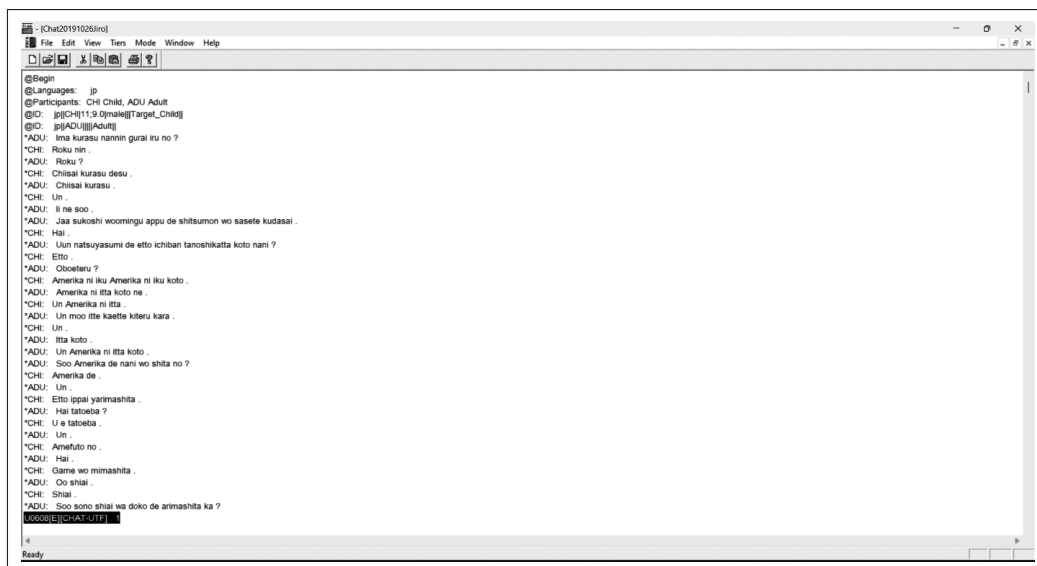 - [Chat20191026Jiro]
File Edit View Tiers Mode Window Help
@Begin
@Languages: jp
@Participants: CHI Child, ADU Adult
@ID: jp||CHI|11;9.0|male|||Target_Child||
@ID: jp||ADU|||||Adult||
*ADU: Ima kurasu nannin gurai iru no ?
*CHI: Roku nin .
*ADU: Roku ?
*CHI: Chiisai kurasu desu .
*ADU: Chiisai kurasu .
*CHI: Un .
*ADU: Ii ne soo .
*ADU: Jaa sukoshi woomingu appu de shitsumon wo sasete kudasai .
*CHI: Hai .
*ADU: Uun natsuyasumi de etto ichiban tanoshikatta koto nani ?
*CHI: Etto .
*ADU: Oboeteru ?
*CHI: Amerika ni iku Amerika ni iku koto .
*ADU: Amerika ni itta koto ne .
*CHI: Un Amerika ni itta .
*ADU: Un moo itte kaette kiteru kara .
*CHI: Un .
*ADU: Itta koto .
*ADU: Un Amerika ni itta koto .
*ADU: Soo Amerika de nani wo shita no ?
*CHI: Amerika de .
*ADU: Un .
*CHI: Etto ippai yarimashita .
*ADU: Hai tatoeba ?
*CHI: U e tatoeba .
*ADU: Un .
*CHI: Amefuto no .
*ADU: Hai .
*CHI: Game wo mimashita .
*ADU: Oo shiai .
*CHI: Shiai .
*ADU: Soo sono shiai wa doko de arimashita ka ?
U0608[E][CHAT-UTF] 1
Ready